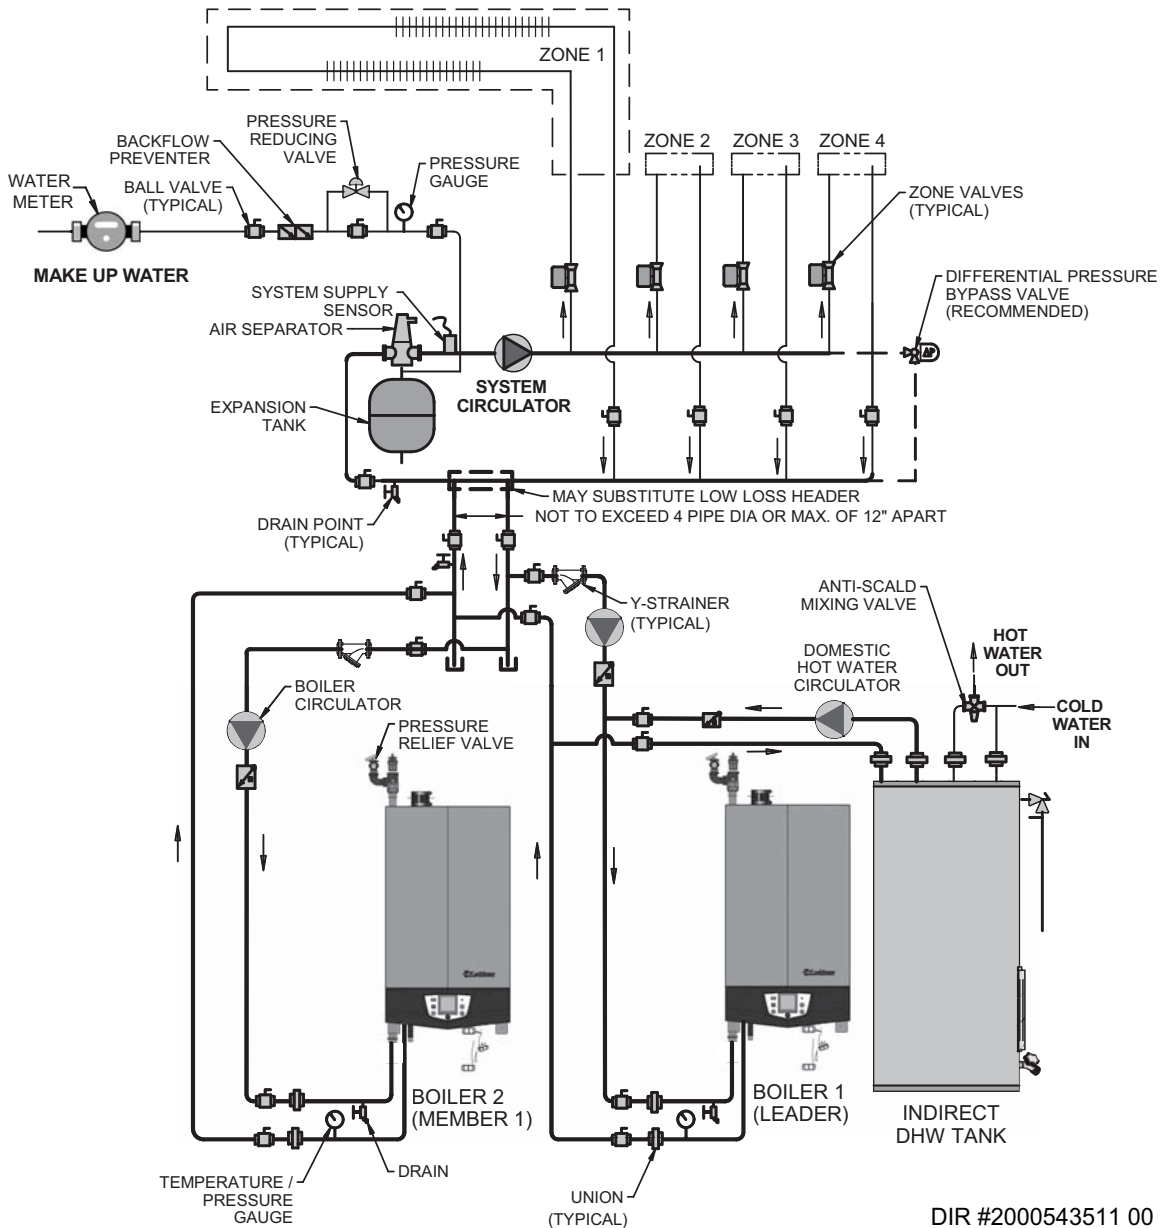 ZONE 1
PRESSURE
REDUCING
VALVE
BACKFLOW
PREVENTER
PRESSURE
GAUGE
WATER
METER
BALL VALVE
(TYPICAL)
MAKE UP WATER
ZONE 2
ZONE 3
ZONE 4
ZONE VALVES
(TYPICAL)
SYSTEM SUPPLY
SENSOR
AIR SEPARATOR
DIFFERENTIAL PRESSURE
BYPASS VALVE
(RECOMMENDED)
ΔP
SYSTEM
CIRCULATOR
EXPANSION
TANK
MAY SUBSTITUTE LOW LOSS HEADER
NOT TO EXCEED 4 PIPE DIA OR MAX. OF 12" APART
DRAIN POINT
(TYPICAL)
Y-STRAINER
(TYPICAL)
ANTI-SCALD
MIXING VALVE
HOT
WATER
OUT
DOMESTIC
HOT WATER
CIRCULATOR
COLD
WATER
IN
BOILER
CIRCULATOR
PRESSURE
RELIEF VALVE
Lochinvar
Lochinvar
BOILER 2
(MEMBER 1)
BOILER 1
(LEADER)
INDIRECT
DHW TANK
TEMPERATURE /
PRESSURE
GAUGE
DRAIN
UNION
(TYPICAL)
DIR #2000543511 00